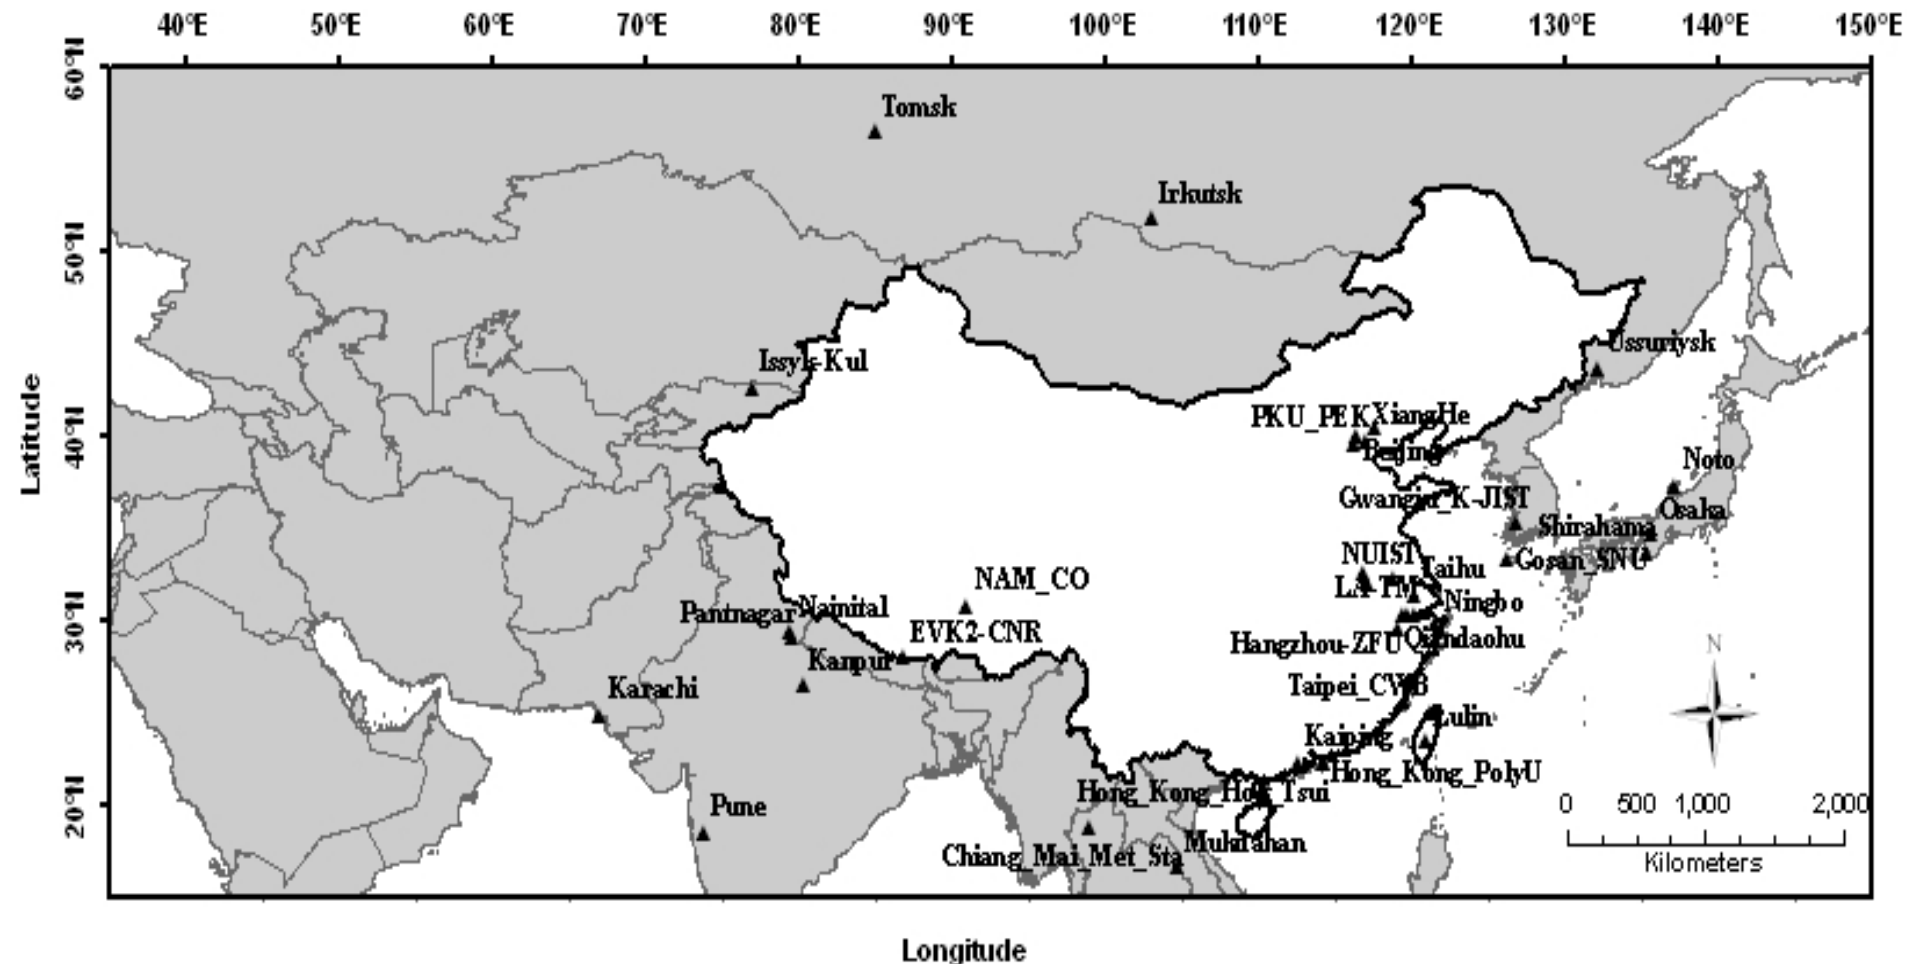 40°E 50°E 60°E 70°E 80°E 90°E 100°E 110°E 120°E 130°E 140°E 150°E
60°N
Tomsk
Irkutsk
50°N
Ussuriysk
Issyk-Kul
PKU_PEK XiangHe
40°N
Beijing
Noto
Latitude
Gwangju_K-JIST
Osaka
Shirahama
NUIST
Gosan_SNU
Taihu
NAM_CO
LA-TM
Ningbo
Pantnagar Nainital
30°N
EVK2-CNR
Hangzhou-ZFU Qiandaohu
N
Kanpur
Karachi
Taipei_CWB
Lulin
Kaiping
Hong_Kong_PolyU
Hong_Kong_Hok_Tsui
20°N
Pune
0 500 1,000 2,000
Mukdahan
Chiang_Mai_Met_Sta
Kilometers
Longitude